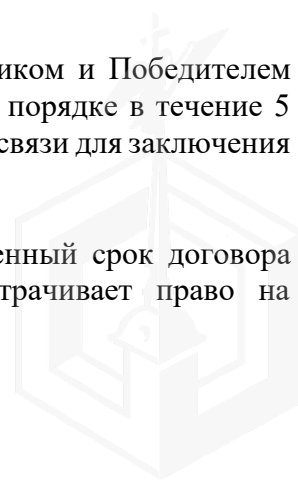 иком и Победителем
порядке в течение 5
связи для заключения
енный срок договора
трачивает право на